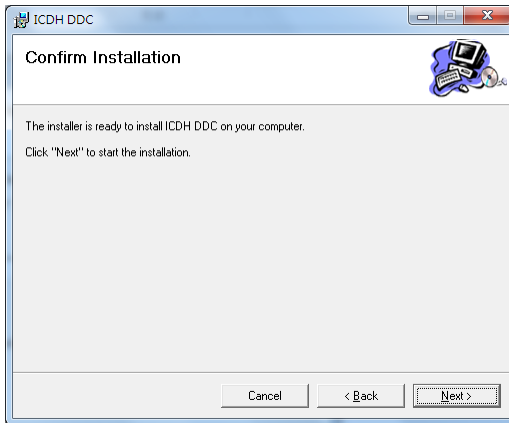 ICDH DDC
Confirm Installation
The installer is ready to install ICDH DDC on your computer.
Click "Next" to start the installation.
Cancel
< Back
Next >